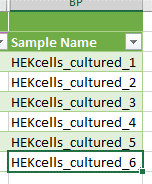 BP
Sample Name
HEKcells_cultured_1
HEKcells_cultured_2
HEKcells_cultured_3
HEKcells_cultured_4
HEKcells_cultured_5
HEKcells_cultured_6